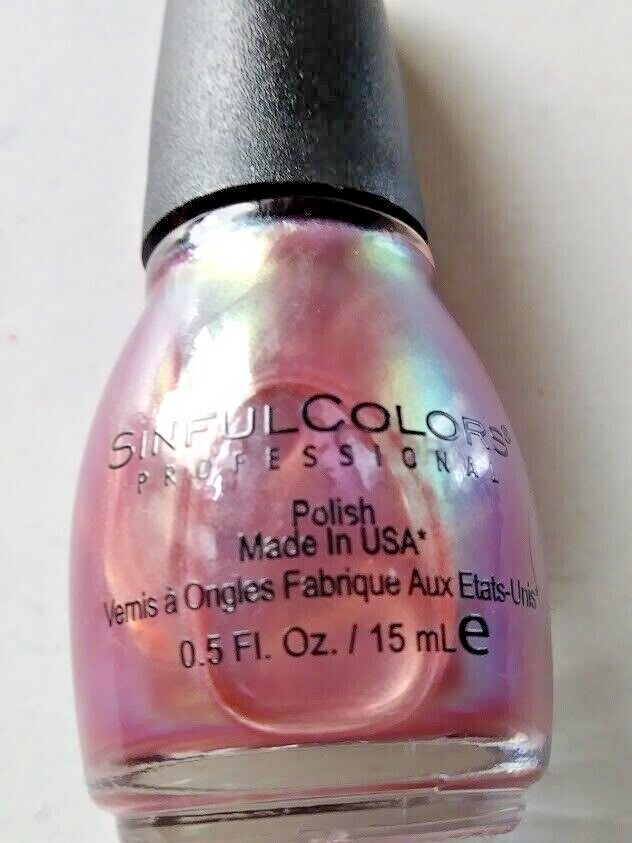 SINFULCOLORS®
PROFESSIONAL
Polish
Made In USA*
Vernis à Ongles Fabrique Aux Etats-Unis*
0.5 Fl. Oz. / 15 mL e